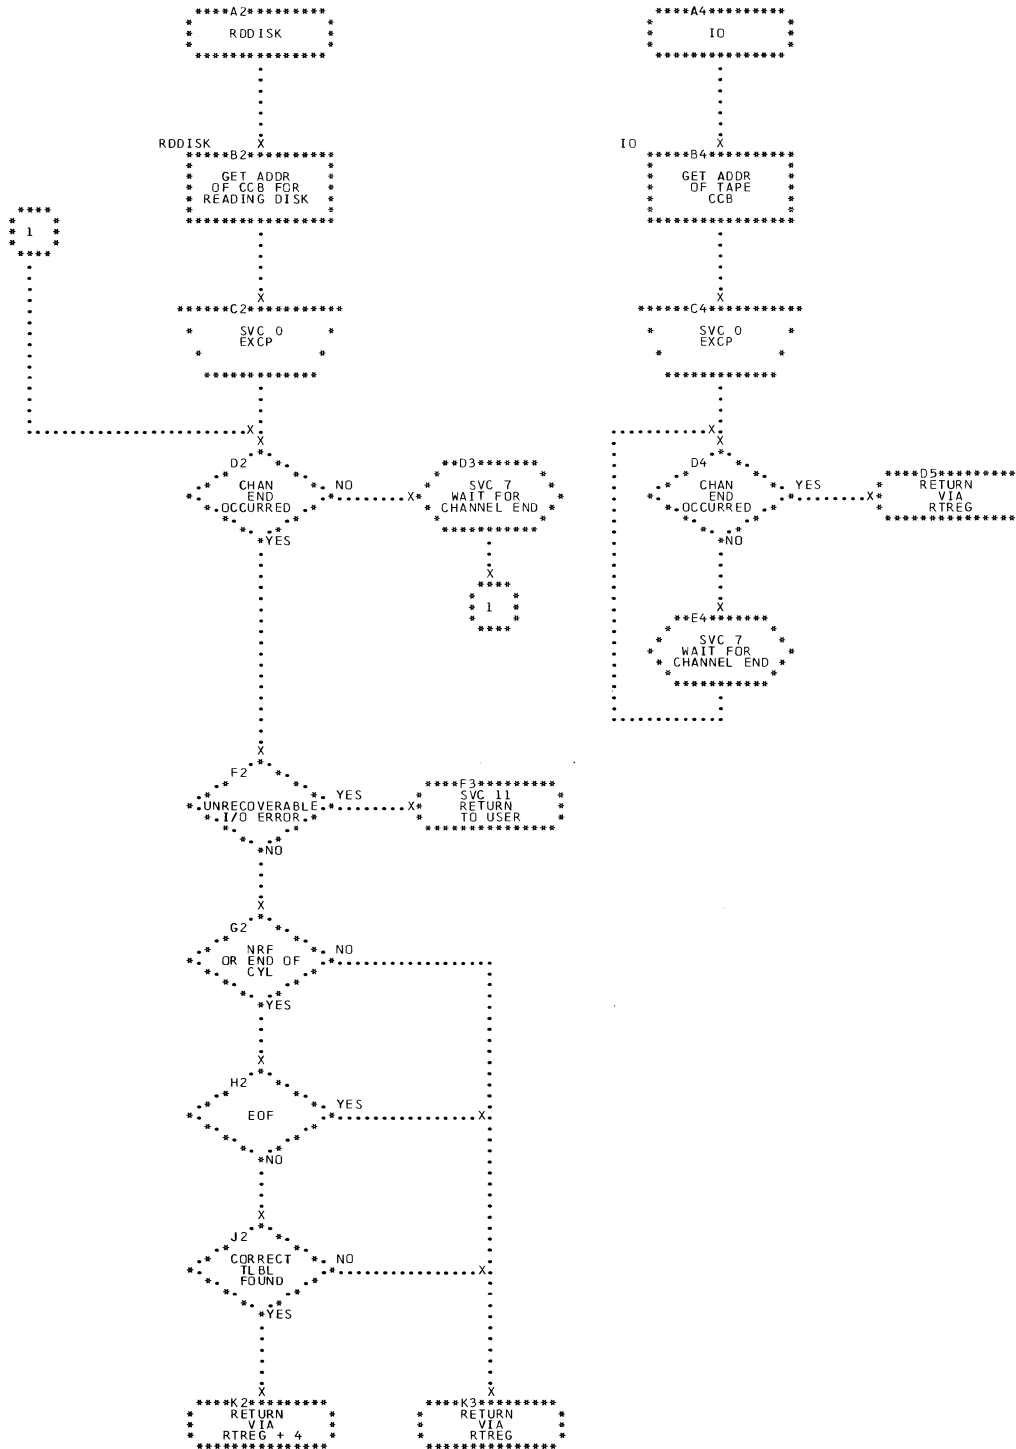 A2
RDDISK
RDDISK
B2
GET ADDR
OF CCB FOR
READING DISK
1
C2
SVC 0
EXCP
D2
CHAN
END
OCCURRED
NO
YES
D3
SVC 7
WAIT FOR
CHANNEL END
1
F2
UNRECOVERABLE
I/O ERROR
YES
NO
F3
SVC 11
RETURN
TO USER
G2
NRF
OR END OF
CYL
NO
YES
H2
EOF
YES
NO
J2
CORRECT
TLBL
FOUND
NO
YES
K2
RETURN
VIA
RTREG + 4
K3
RETURN
VIA
RTREG
A4
IO
IO
B4
GET ADDR
OF TAPE
CCB
C4
SVC 0
EXCP
D4
CHAN
END
OCCURRED
YES
NO
D5
RETURN
VIA
RTREG
E4
SVC 7
WAIT FOR
CHANNEL END